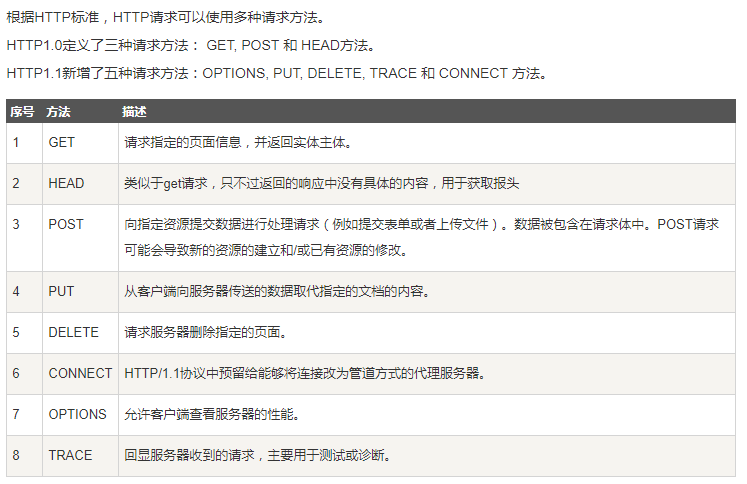 根据HTTP标准，HTTP请求可以使用多种请求方法。
HTTP1.0定义了三种请求方法： GET, POST 和 HEAD方法。
HTTP1.1新增了五种请求方法：OPTIONS, PUT, DELETE, TRACE 和 CONNECT 方法。
序号 方法 描述
1 GET 请求指定的页面信息，并返回实体主体。
2 HEAD 类似于get请求，只不过返回的响应中没有具体的内容，用于获取报头
3 POST 向指定资源提交数据进行处理请求（例如提交表单或者上传文件）。数据被包含在请求体中。POST请求
可能会导致新的资源的建立和/或已有资源的修改。
4 PUT 从客户端向服务器传送的数据取代指定的文档的内容。
5 DELETE 请求服务器删除指定的页面。
6 CONNECT HTTP/1.1协议中预留给能够将连接改为管道方式的代理服务器。
7 OPTIONS 允许客户端查看服务器的性能。
8 TRACE 回显服务器收到的请求，主要用于测试或诊断。